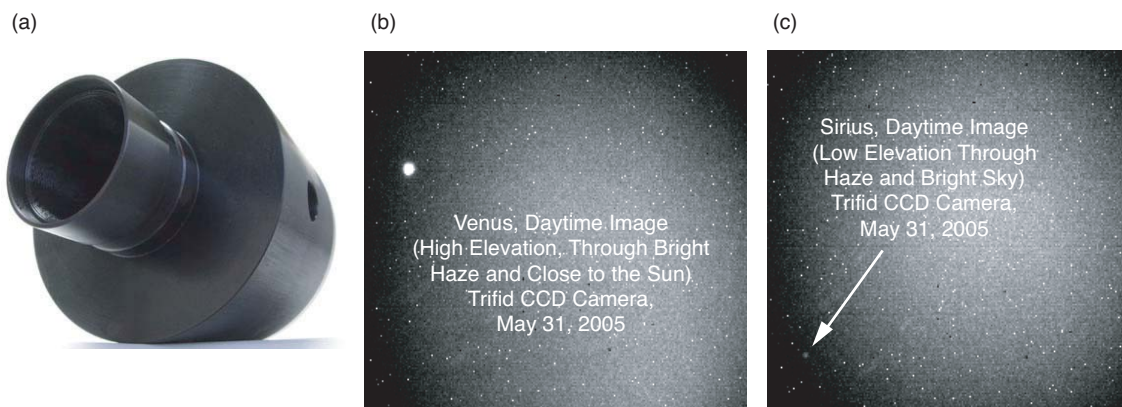 (a)
(b)
(c)
Venus, Daytime Image
(High Elevation, Through Bright
Haze and Close to the Sun)
Trifid CCD Camera,
May 31, 2005
Sirius, Daytime Image
(Low Elevation Through
Haze and Bright Sky)
Trifid CCD Camera,
May 31, 2005